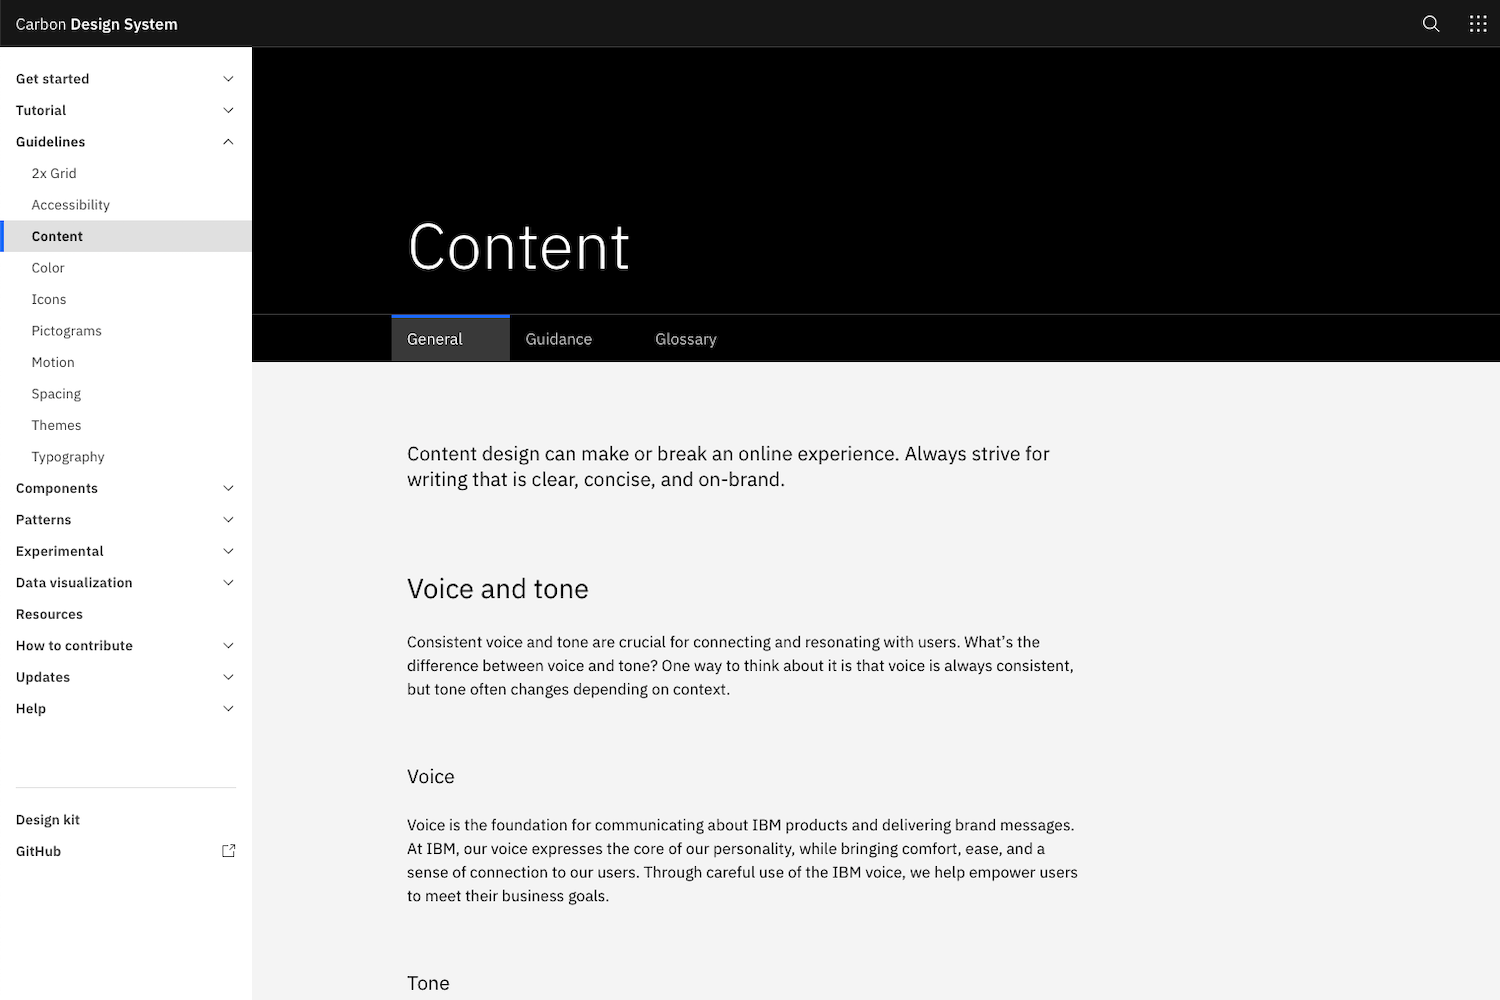 Carbon Design System
Get started
Tutorial
Guidelines
2x Grid
Accessibility
Content
Color
Icons
Pictograms
Motion
Spacing
Themes
Typography
Components
Patterns
Experimental
Data visualization
Resources
How to contribute
Updates
Help
Design kit
GitHub
Content
General
Guidance
Glossary
Content design can make or break an online experience. Always strive for
writing that is clear, concise, and on-brand.
Voice and tone
Consistent voice and tone are crucial for connecting and resonating with users. What’s the
difference between voice and tone? One way to think about it is that voice is always consistent,
but tone often changes depending on context.
Voice
Voice is the foundation for communicating about IBM products and delivering brand messages.
At IBM, our voice expresses the core of our personality, while bringing comfort, ease, and a
sense of connection to our users. Through careful use of the IBM voice, we help empower users
to meet their business goals.
Tone